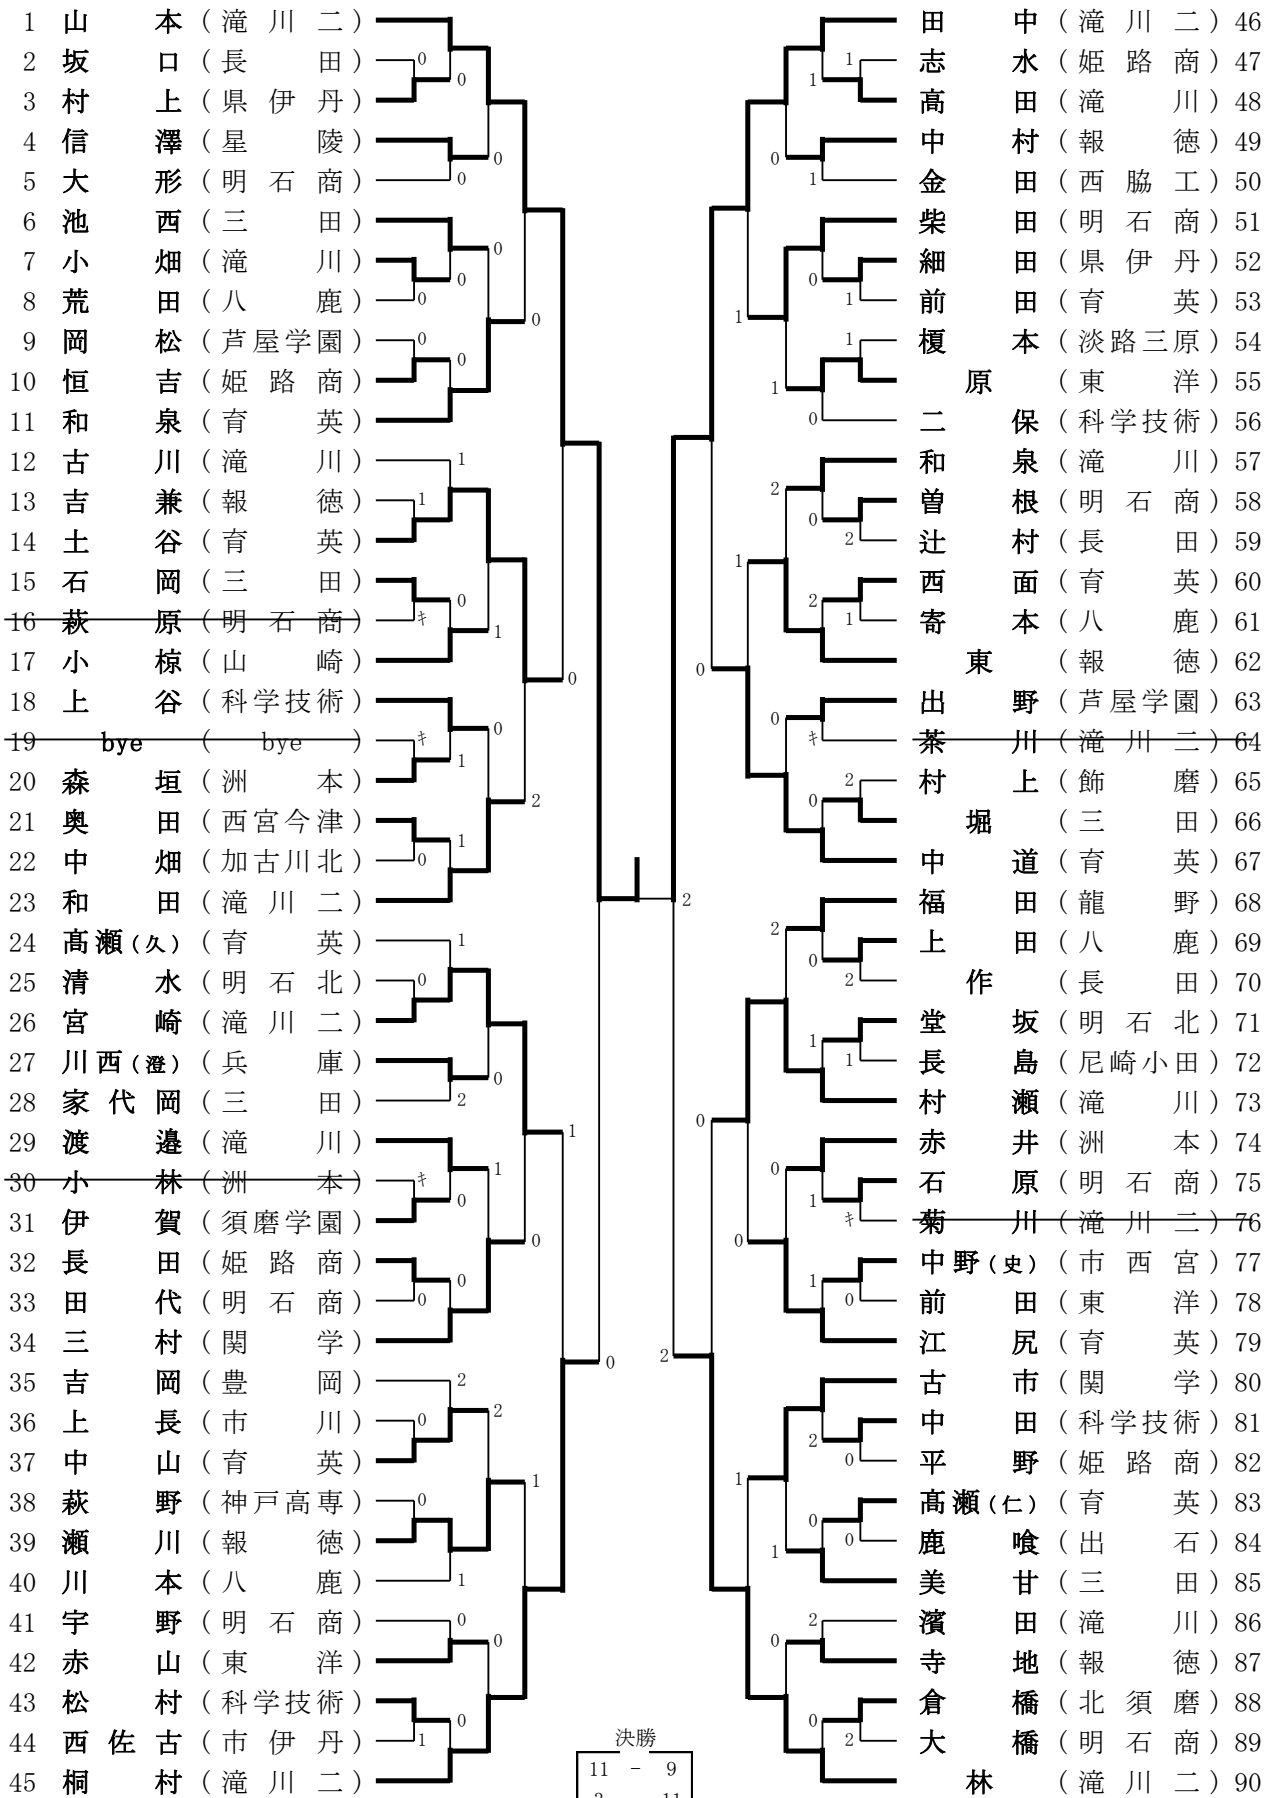 1 山本 (滝川二)
2 坂口 (長田)
3 村上 (県伊丹)
4 信澤 (星陵)
5 大形 (明石商)
6 池西 (三田)
7 小畑 (滝川)
8 荒田 (八鹿)
9 岡松 (芦屋学園)
10 恒吉 (姫路商)
11 和泉 (育英)
12 古川 (滝川)
13 吉兼 (報徳)
14 土谷 (育英)
15 石岡 (三田)
16 萩原 (明石商)
17 小椋 (山崎)
18 上谷 (科学技術)
19 bye (bye)
20 森垣 (洲本)
21 奥田 (西宮今津)
22 中畑 (加古川北)
23 和田 (滝川二)
24 髙瀬(久) (育英)
25 清水 (明石北)
26 宮崎 (滝川二)
27 川西(澄) (兵庫)
28 家代岡 (三田)
29 渡邉 (滝川)
30 小林 (洲本)
31 伊賀 (須磨学園)
32 長田 (姫路商)
33 田代 (明石商)
34 三村 (関学)
35 吉岡 (豊岡)
36 上長 (市川)
37 中山 (育英)
38 萩野 (神戸高専)
39 瀬川 (報徳)
40 川本 (八鹿)
41 宇野 (明石商)
42 赤山 (東洋)
43 松村 (科学技術)
44 西佐古 (市伊丹)
45 桐村 (滝川二)
田中 (滝川二) 46
志水 (姫路商) 47
髙田 (滝川) 48
中村 (報徳) 49
金田 (西脇工) 50
柴田 (明石商) 51
細田 (県伊丹) 52
前田 (育英) 53
榎本 (淡路三原) 54
原 (東洋) 55
二保 (科学技術) 56
和泉 (滝川) 57
曽根 (明石商) 58
辻村 (長田) 59
西面 (育英) 60
寄本 (八鹿) 61
東 (報徳) 62
出野 (芦屋学園) 63
茶川 (滝川二) 64
村上 (飾磨) 65
堀 (三田) 66
中道 (育英) 67
福田 (龍野) 68
上田 (八鹿) 69
作 (長田) 70
堂坂 (明石北) 71
長島 (尼崎小田) 72
村瀬 (滝川) 73
赤井 (洲本) 74
石原 (明石商) 75
菊川 (滝川二) 76
中野(史) (市西宮) 77
前田 (東洋) 78
江尻 (育英) 79
古市 (関学) 80
中田 (科学技術) 81
平野 (姫路商) 82
髙瀬(仁) (育英) 83
鹿喰 (出石) 84
美甘 (三田) 85
濱田 (滝川) 86
寺地 (報徳) 87
倉橋 (北須磨) 88
大橋 (明石商) 89
林 (滝川二) 90
決勝
11 - 9